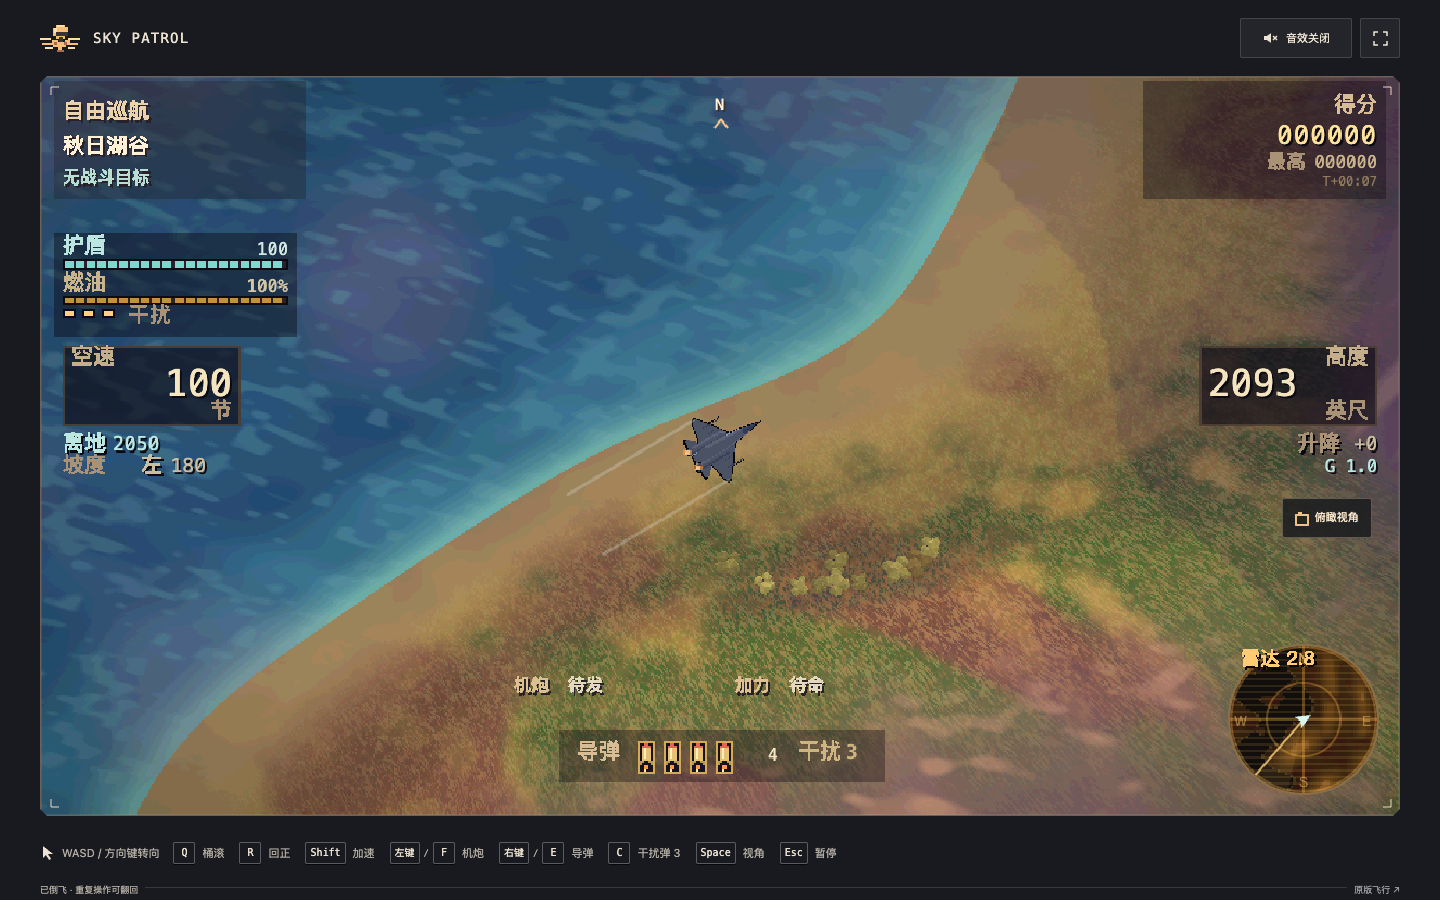 SKY PATROL
音效关闭
自由巡航
秋日湖谷
无战斗目标
N
得分
000000
最高 000000
T+00:07
护盾 100
燃油 100%
干扰
空速
100
节
离地 2050
坡度 左 180
高度
2093
英尺
升降 +0
G 1.0
俯瞰视角
雷达 2.8
W E
S
机炮 待发 加力 待命
导弹 4 干扰 3
WASD / 方向键转向 Q 桶滚 R 回正 Shift 加速 左键 / F 机炮 右键 / E 导弹 C 干扰弹 3 Space 视角 Esc 暂停
已倒飞 · 重复操作可翻回
原版飞行 ↗